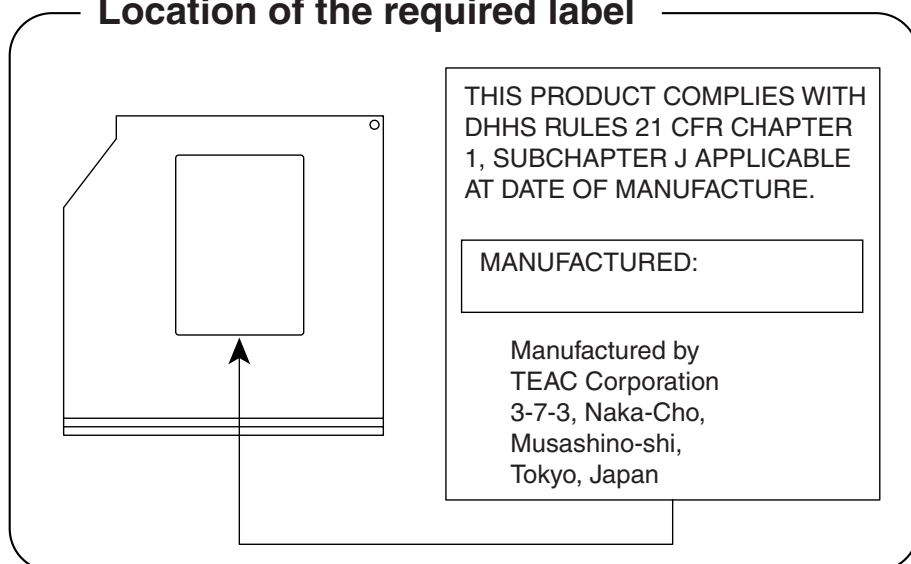 Location of the required label
THIS PRODUCT COMPLIES WITH
DHHS RULES 21 CFR CHAPTER
1, SUBCHAPTER J APPLICABLE
AT DATE OF MANUFACTURE.
MANUFACTURED:
Manufactured by
TEAC Corporation
3-7-3, Naka-Cho,
Musashino-shi,
Tokyo, Japan